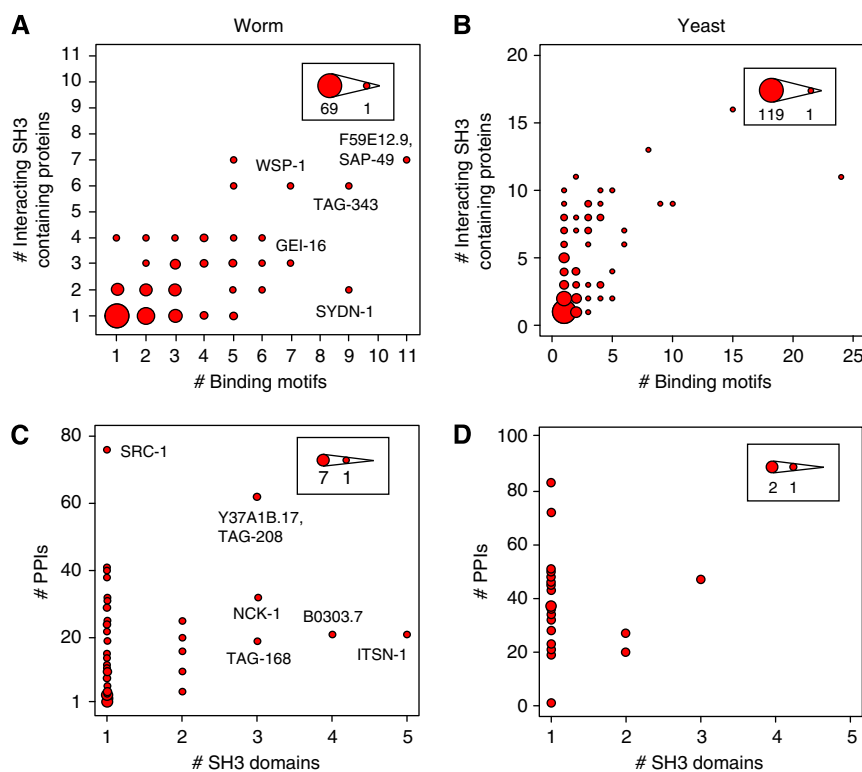 A
Worm
11
10
9
8
7
6
5
4
3
2
1
# Interacting SH3
containing proteins
69 1
F59E12.9,
SAP-49
WSP-1
TAG-343
GEI-16
SYDN-1
1 2 3 4 5 6 7 8 9 10 11
# Binding motifs
B
Yeast
20
15
10
5
0
# Interacting SH3
containing proteins
119 1
0 5 10 15 20 25
# Binding motifs
C
80
60
40
20
1
# PPIs
7 1
SRC-1
Y37A1B.17,
TAG-208
NCK-1
B0303.7
TAG-168
ITSN-1
1 2 3 4 5
# SH3 domains
D
100
80
60
40
20
0
# PPIs
2 1
1 2 3 4 5
# SH3 domains